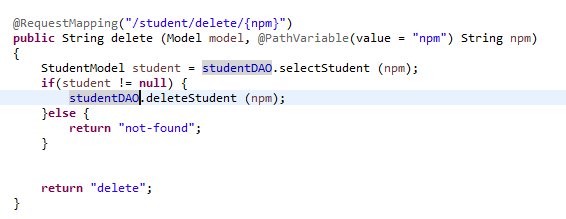 @RequestMapping("/student/delete/{npm}")
public String delete (Model model, @PathVariable(value = "npm") String npm)
{
    StudentModel student = studentDAO.selectStudent (npm);
    if(student != null) {
        studentDAO.deleteStudent (npm);
    }else {
        return "not-found";
    }
    return "delete";
}